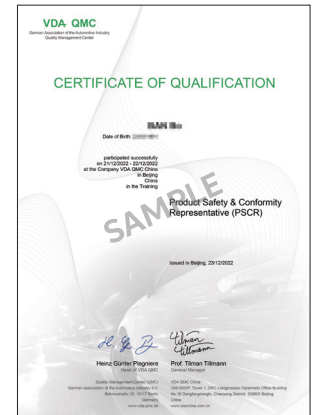 VDA QMC
German Association of the Automotive Industry
Quality Management Center
CERTIFICATE OF QUALIFICATION
Date of Birth:
participated successfully
on 21/12/2022 - 22/12/2022
at the Company VDA QMC China
in Beijing
China
in the Training
Product Safety & Conformity
Representative (PSCR)
SAMPLE
Issued in Beijing, 23/12/2022
Heinz Günter Plegniere
Head of VDA QMC
Prof. Tilman Tillmann
General Manager
Quality Management Center (QMC)
German Association of the Automotive Industry e.V.
Behrenstraße 35, 10117 Berlin
Germany
www.vda-qmc.de
VDA QMC China
Beijing
China
www.vdachina.com.cn